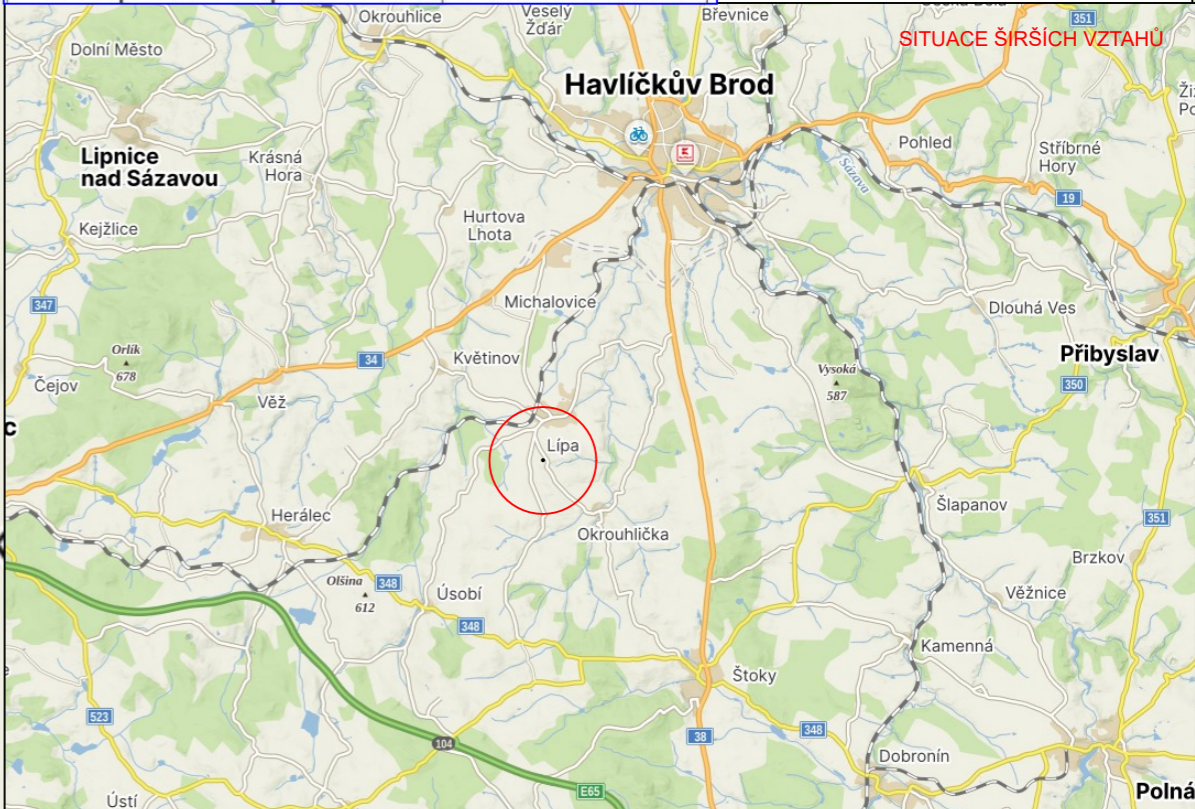 Okrouhlice
Veselý
Žďár
Břevnice
351
SITUACE ŠIRŠÍCH VZTAHŮ
Dolní Město
Havlíčkův Brod
Lipnice
nad Sázavou
Krásná
Hora
Pohled
Stříbrné
Hory
Sázava
19
Kejžlice
Hurtova
Lhota
347
Michalovice
Dlouhá Ves
Orlík
678
34
Květinov
Přibyslav
Čejov
Věž
Vysoká
587
350
c
Lípa
Herálec
Okrouhlička
Šlapanov
351
Brzkov
Olšina
612
348
Úsobí
348
Věžnice
Kamenná
Štoky
523
104
38
348
Dobronín
Ústí
E65
Polná